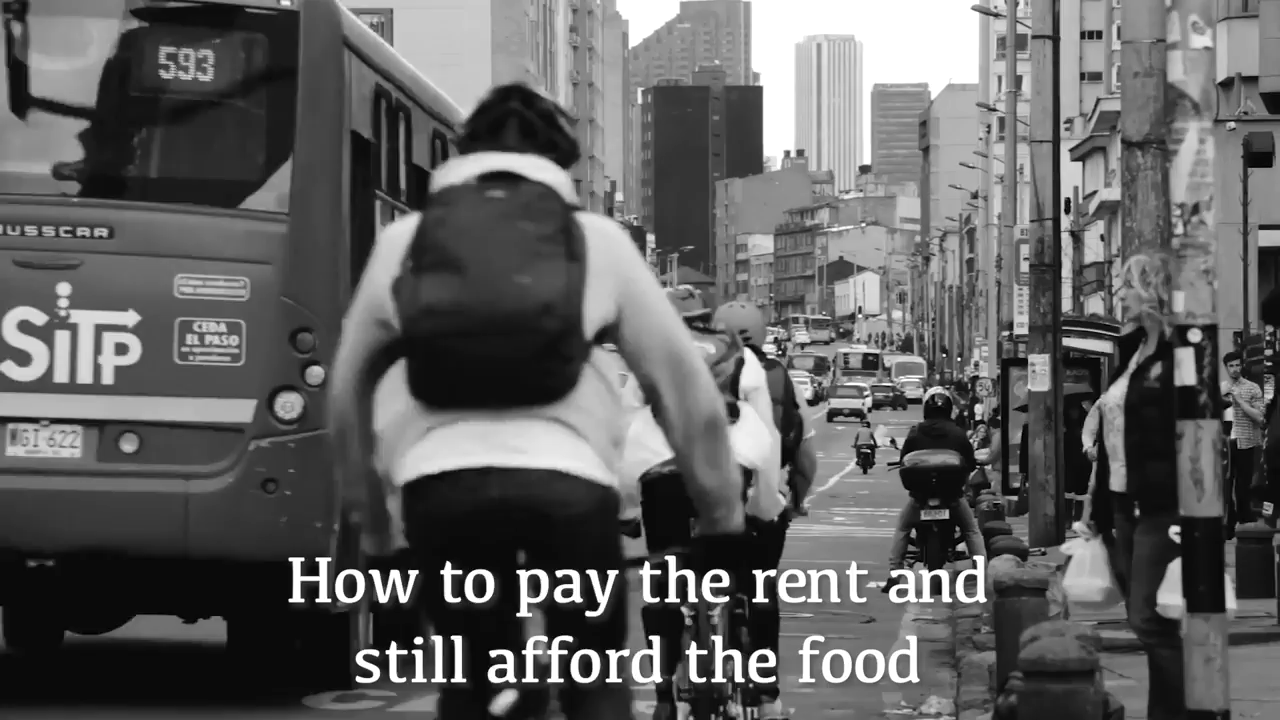 593
BUSSCAR
SiTP
CEDA
EL PASO
WGI·622
How to pay the rent and
still afford the food